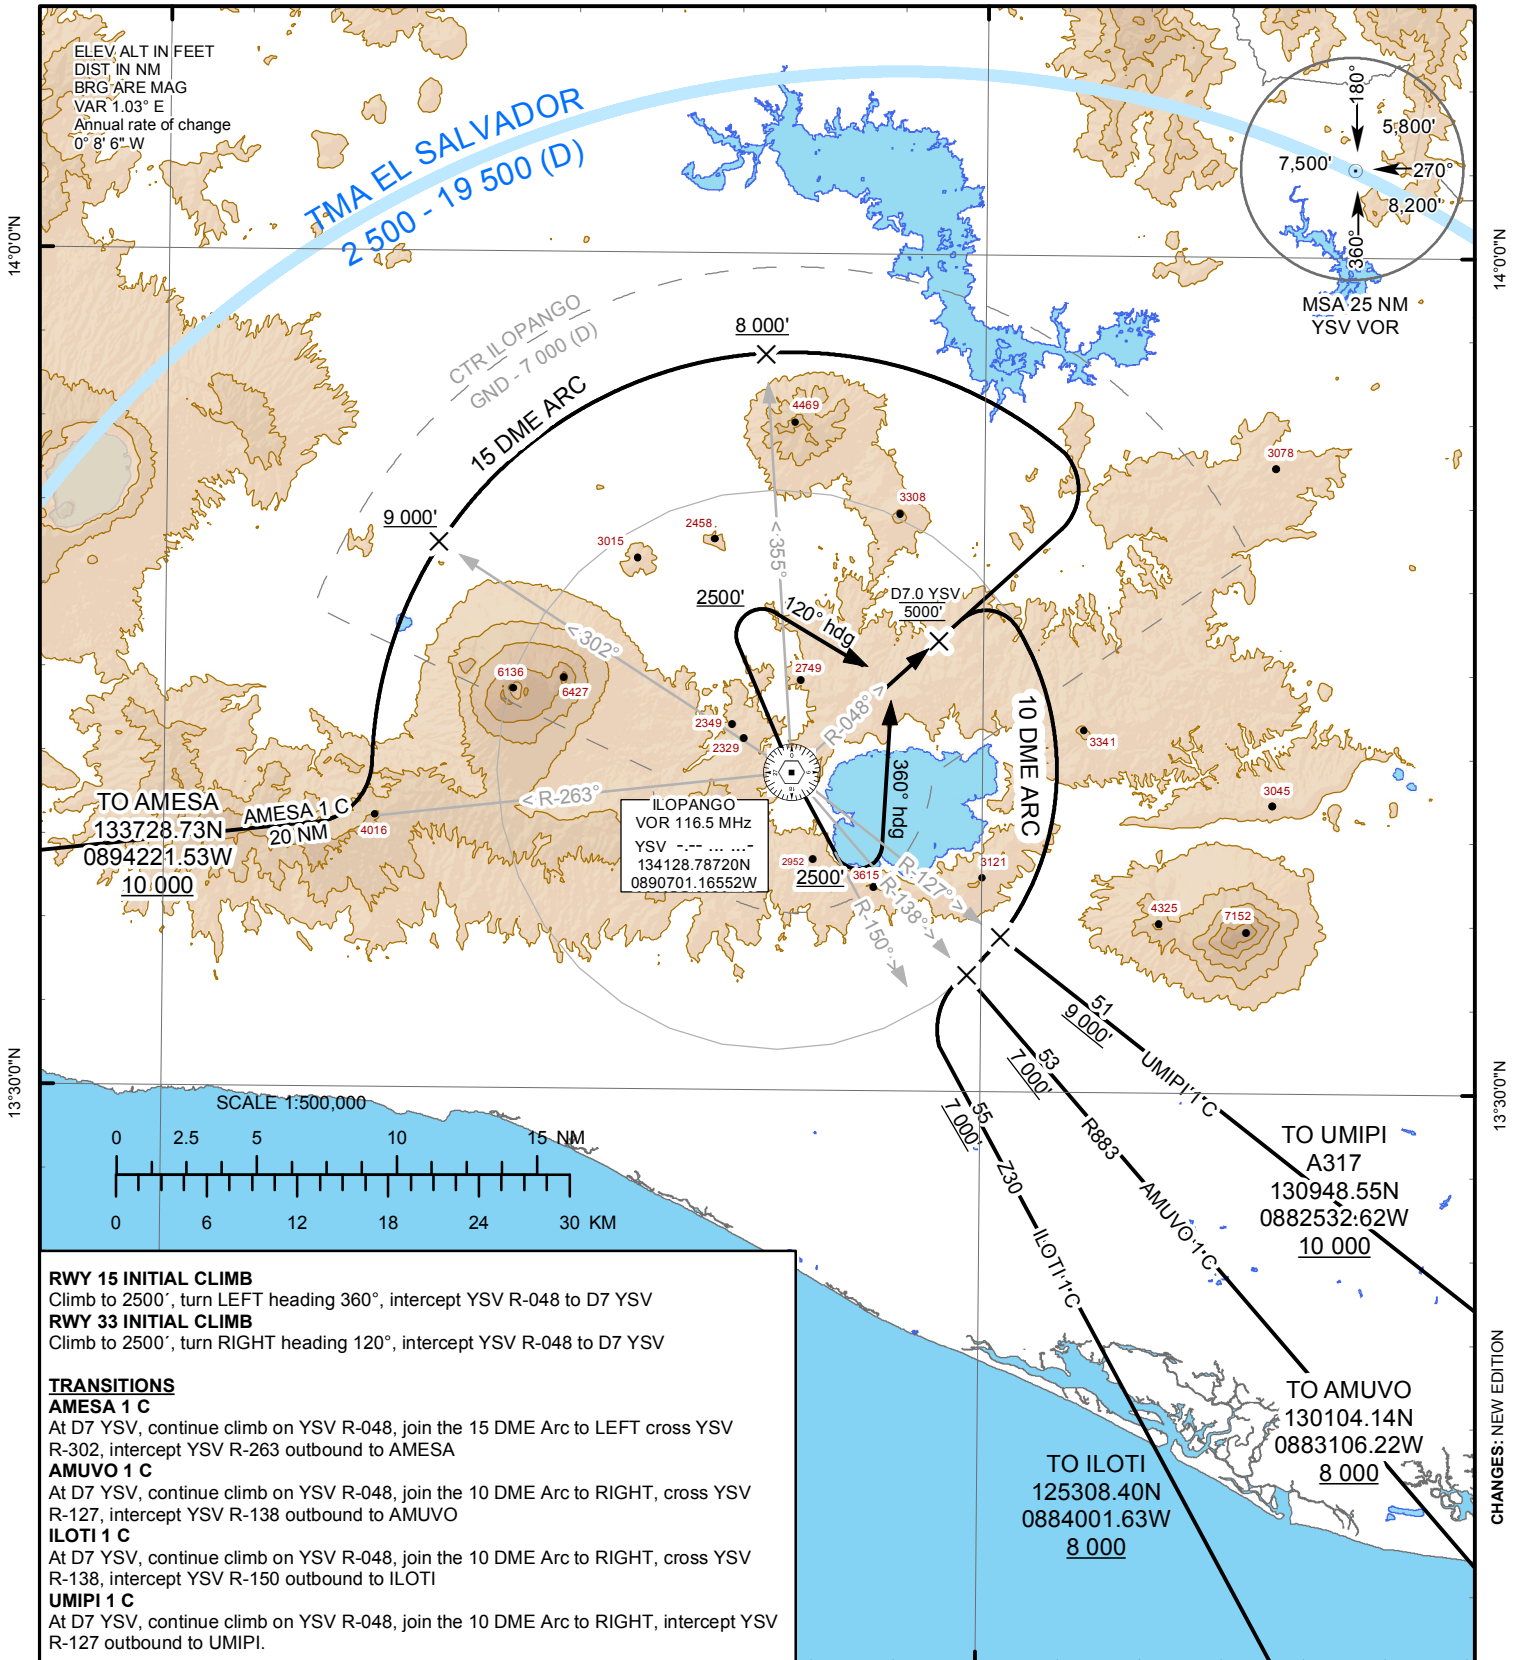 ELEV ALT IN FEET
DIST IN NM
BRG ARE MAG
VAR 1.03° E
Annual rate of change
0° 8' 6" W
TMA EL SALVADOR
2 500 - 19 500 (D)
180°
5,800'
7,500'
270°
8,200'
360°
MSA 25 NM
YSV VOR
14°0'0"N
14°0'0"N
CTR ILOPANGO
GND - 7 000 (D)
8 000'
15 DME ARC
4469
3078
9 000'
3308
2458
3015
< 355°
2500'
120° hdg
D7.0 YSV
5000'
< 302°
6136
6427
2749
2349
2329
R-048° >
10 DME ARC
3341
360° hdg
TO AMESA
133728.73N
0894221.53W
10 000
AMESA 1 C
20 NM
4016
< R-263°
ILOPANGO
VOR 116.5 MHz
YSV -.-- ... ...-
134128.78720N
0890701.16552W
3045
2952
2500'
3615
3121
R-127° >
R-138° >
R-150° >
4325
7152
51
9 000'
UMIPI 1 C
53
7 000'
R883
AMUVO 1 C
55
7 000'
Z30
ILOTI 1 C
13°30'0"N
13°30'0"N
SCALE 1:500,000
0 2.5 5 10 15 NM
0 6 12 18 24 30 KM
TO UMIPI
A317
130948.55N
0882532.62W
10 000
TO AMUVO
130104.14N
0883106.22W
8 000
TO ILOTI
125308.40N
0884001.63W
8 000
CHANGES: NEW EDITION
RWY 15 INITIAL CLIMB
Climb to 2500´, turn LEFT heading 360°, intercept YSV R-048 to D7 YSV
RWY 33 INITIAL CLIMB
Climb to 2500´, turn RIGHT heading 120°, intercept YSV R-048 to D7 YSV
TRANSITIONS
AMESA 1 C
At D7 YSV, continue climb on YSV R-048, join the 15 DME Arc to LEFT cross YSV
R-302, intercept YSV R-263 outbound to AMESA
AMUVO 1 C
At D7 YSV, continue climb on YSV R-048, join the 10 DME Arc to RIGHT, cross YSV
R-127, intercept YSV R-138 outbound to AMUVO
ILOTI 1 C
At D7 YSV, continue climb on YSV R-048, join the 10 DME Arc to RIGHT, cross YSV
R-138, intercept YSV R-150 outbound to ILOTI
UMIPI 1 C
At D7 YSV, continue climb on YSV R-048, join the 10 DME Arc to RIGHT, intercept YSV
R-127 outbound to UMIPI.